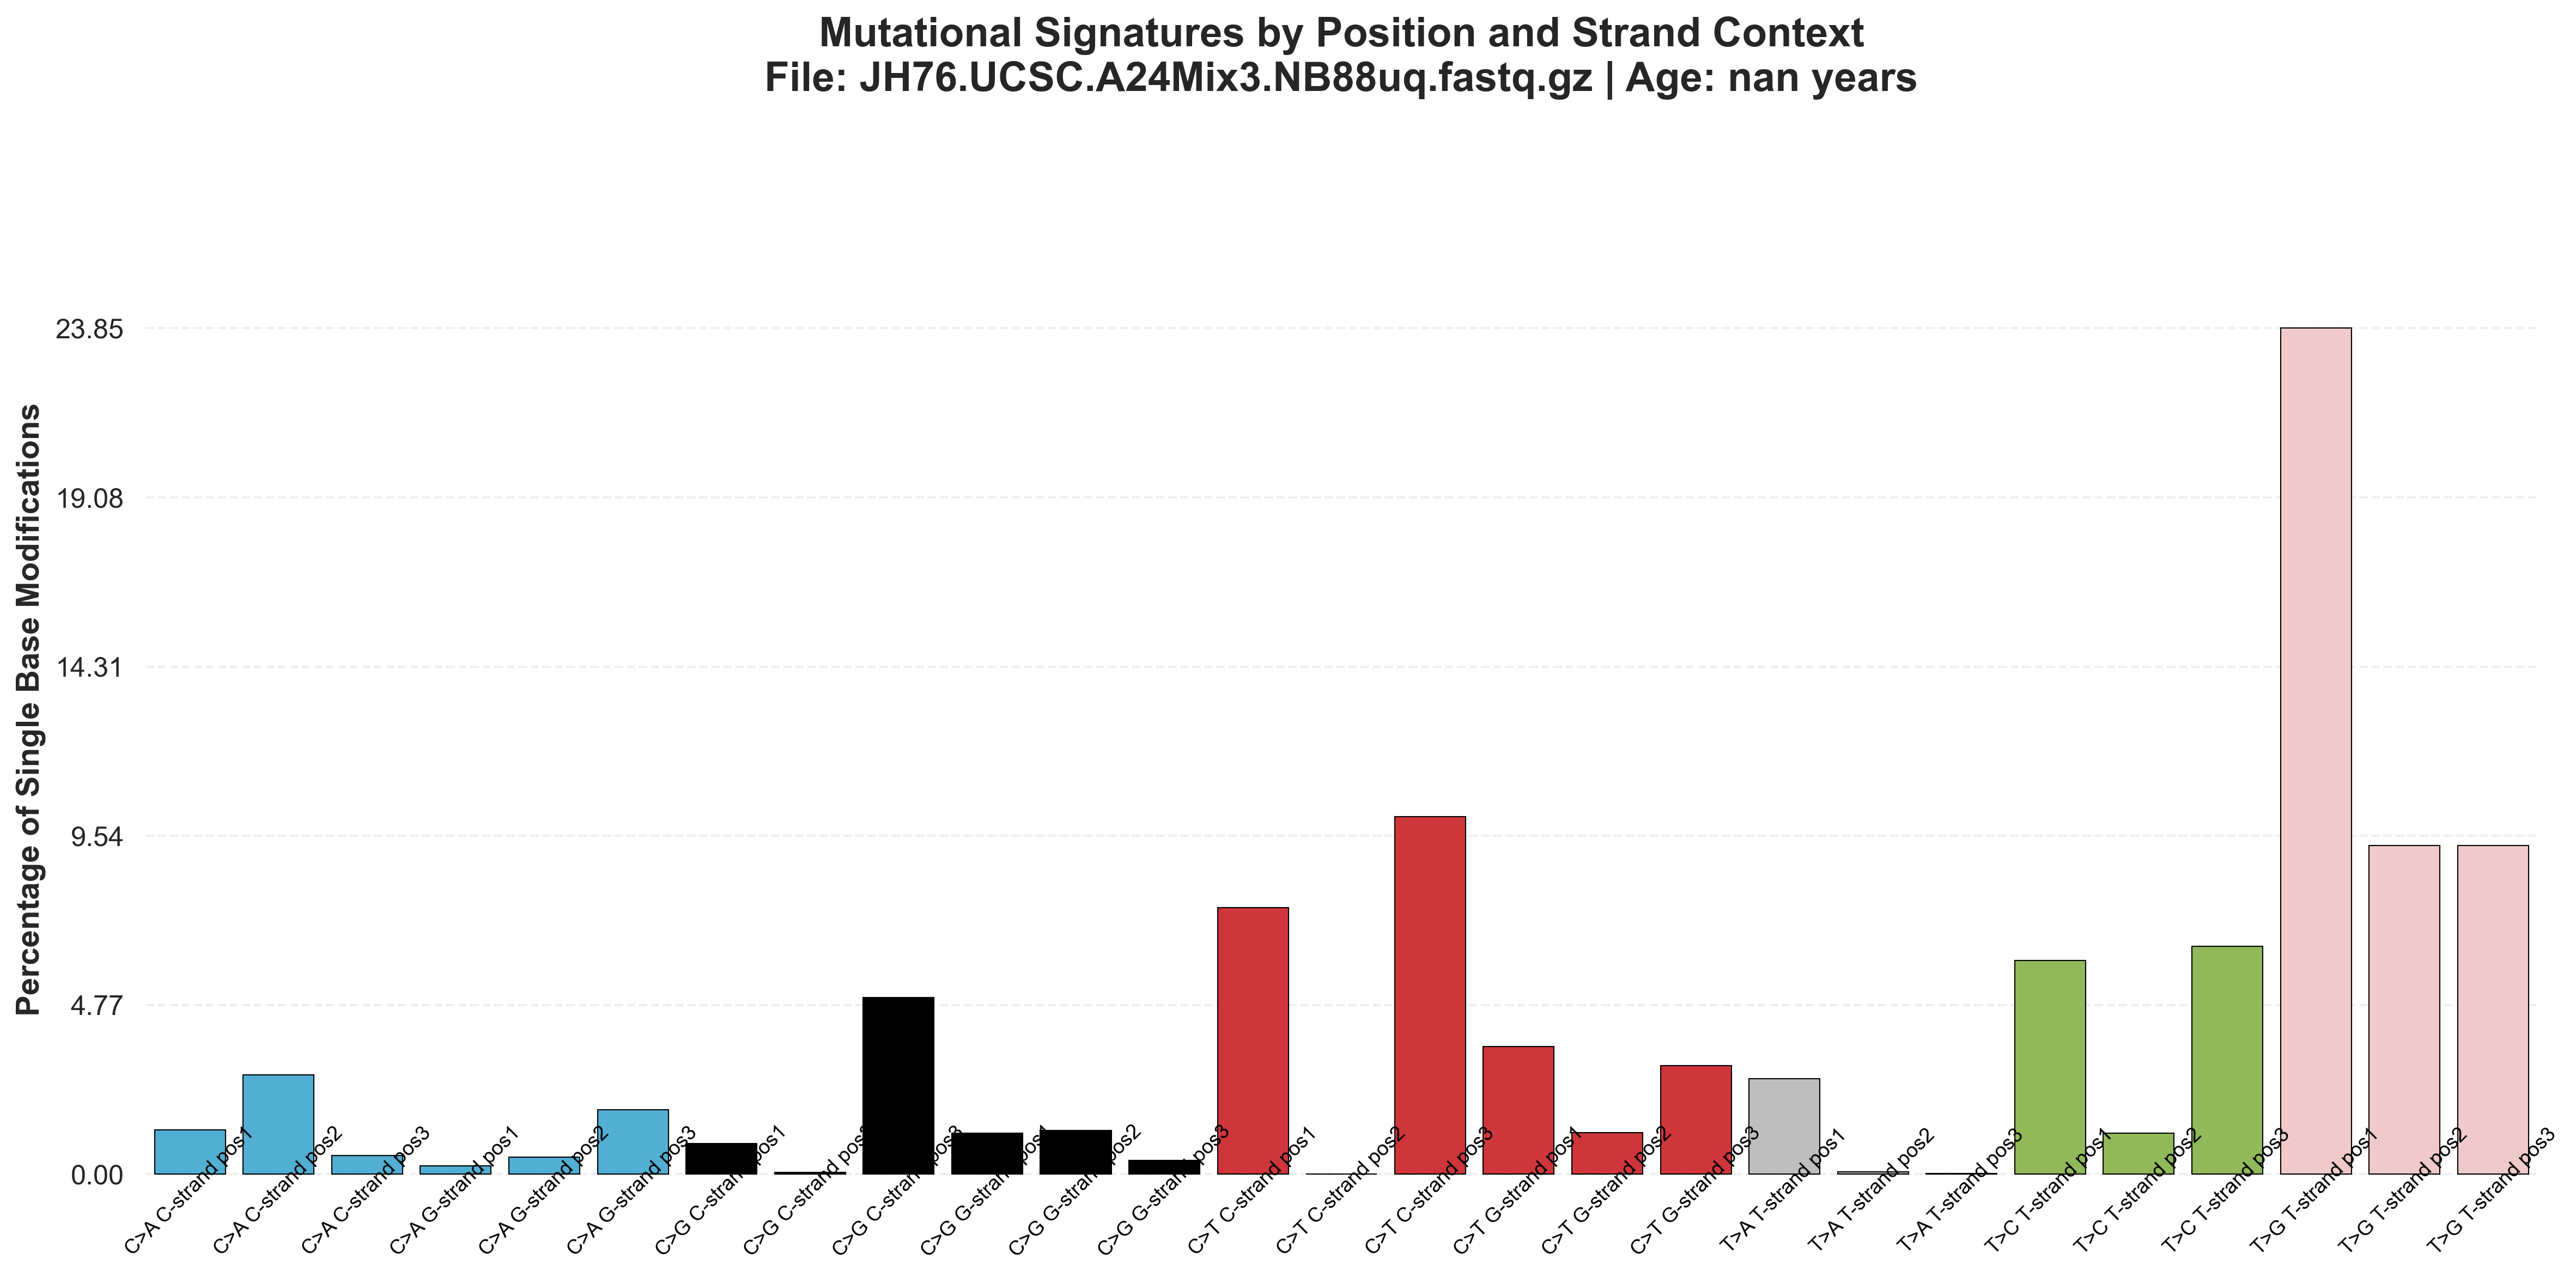 Mutational Signatures by Position and Strand Context
File: JH76.UCSC.A24Mix3.NB88uq.fastq.gz | Age: nan years
Percentage of Single Base Modifications
23.85
19.08
14.31
9.54
4.77
0.00
C>A C-strand pos1
C>A C-strand pos2
C>A C-strand pos3
C>A G-strand pos1
C>A G-strand pos2
C>A G-strand pos3
C>G C-strand pos1
C>G C-strand pos2
C>G C-strand pos3
C>G G-strand pos1
C>G G-strand pos2
C>G G-strand pos3
C>T C-strand pos1
C>T C-strand pos2
C>T C-strand pos3
C>T G-strand pos1
C>T G-strand pos2
C>T G-strand pos3
T>A T-strand pos1
T>A T-strand pos2
T>A T-strand pos3
T>C T-strand pos1
T>C T-strand pos2
T>C T-strand pos3
T>G T-strand pos1
T>G T-strand pos2
T>G T-strand pos3